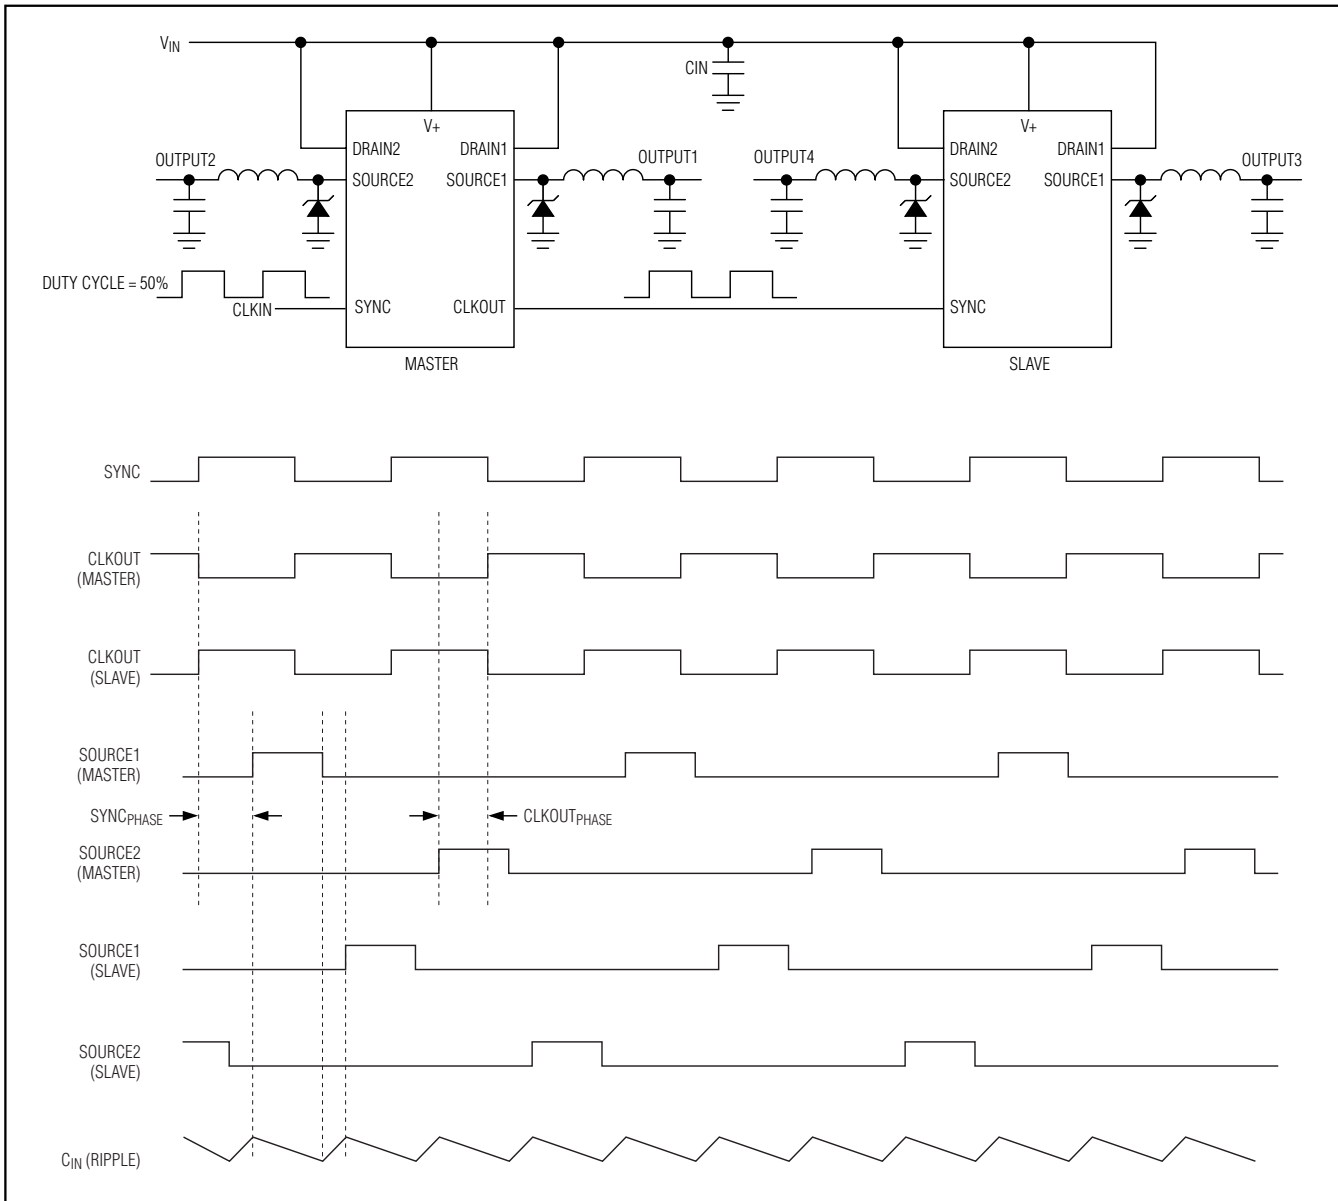 VIN
CIN
V+
V+
DRAIN2
DRAIN1
DRAIN2
DRAIN1
OUTPUT2
OUTPUT1
OUTPUT4
OUTPUT3
SOURCE2
SOURCE1
SOURCE2
SOURCE1
DUTY CYCLE = 50%
CLKIN
SYNC
CLKOUT
SYNC
MASTER
SLAVE
SYNC
CLKOUT
(MASTER)
CLKOUT
(SLAVE)
SOURCE1
(MASTER)
SYNCPHASE
CLKOUTPHASE
SOURCE2
(MASTER)
SOURCE1
(SLAVE)
SOURCE2
(SLAVE)
CIN (RIPPLE)